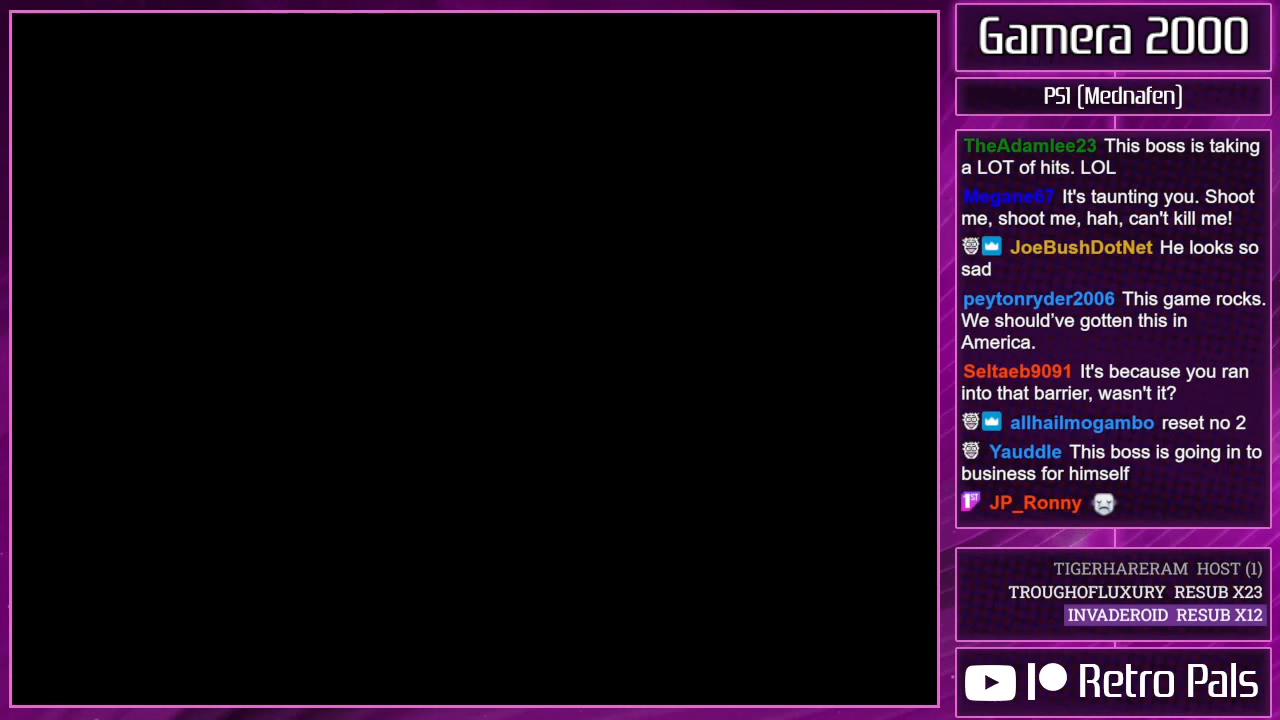 Gamera 2000
PS1 (Mednafen)
TheAdamlee23 This boss is taking
a LOT of hits. LOL
Megane67 It's taunting you. Shoot
me, shoot me, hah, can't kill me!
JoeBushDotNet He looks so
sad
peytonryder2006 This game rocks.
We should’ve gotten this in
America.
Seltaeb9091 It's because you ran
into that barrier, wasn't it?
allhailmogambo reset no 2
Yauddle This boss is going in to
business for himself
1ST JP_Ronny
TIGERHARERAM HOST (1)
TROUGHOFLUXURY RESUB X23
INVADEROID RESUB X12
Retro Pals